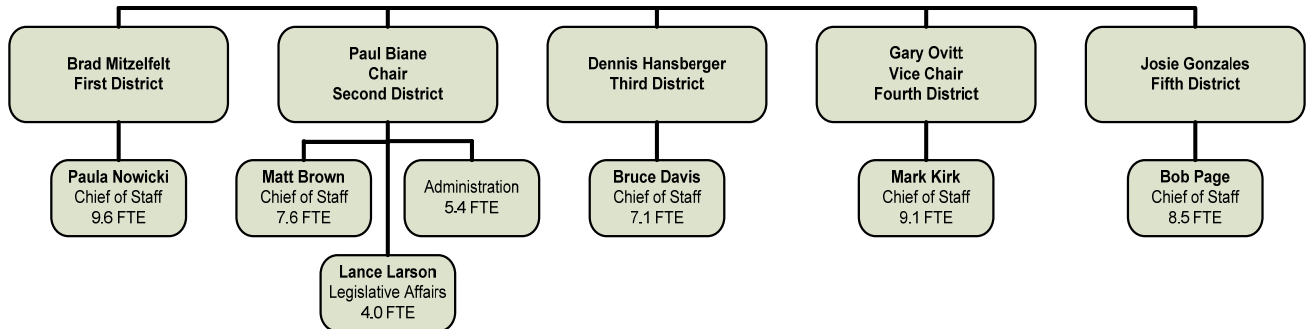 Brad Mitzelfelt
First District
Paul Biane
Chair
Second District
Dennis Hansberger
Third District
Gary Ovitt
Vice Chair
Fourth District
Josie Gonzales
Fifth District
Paula Nowicki
Chief of Staff
9.6 FTE
Matt Brown
Chief of Staff
7.6 FTE
Administration
5.4 FTE
Bruce Davis
Chief of Staff
7.1 FTE
Mark Kirk
Chief of Staff
9.1 FTE
Bob Page
Chief of Staff
8.5 FTE
Lance Larson
Legislative Affairs
4.0 FTE